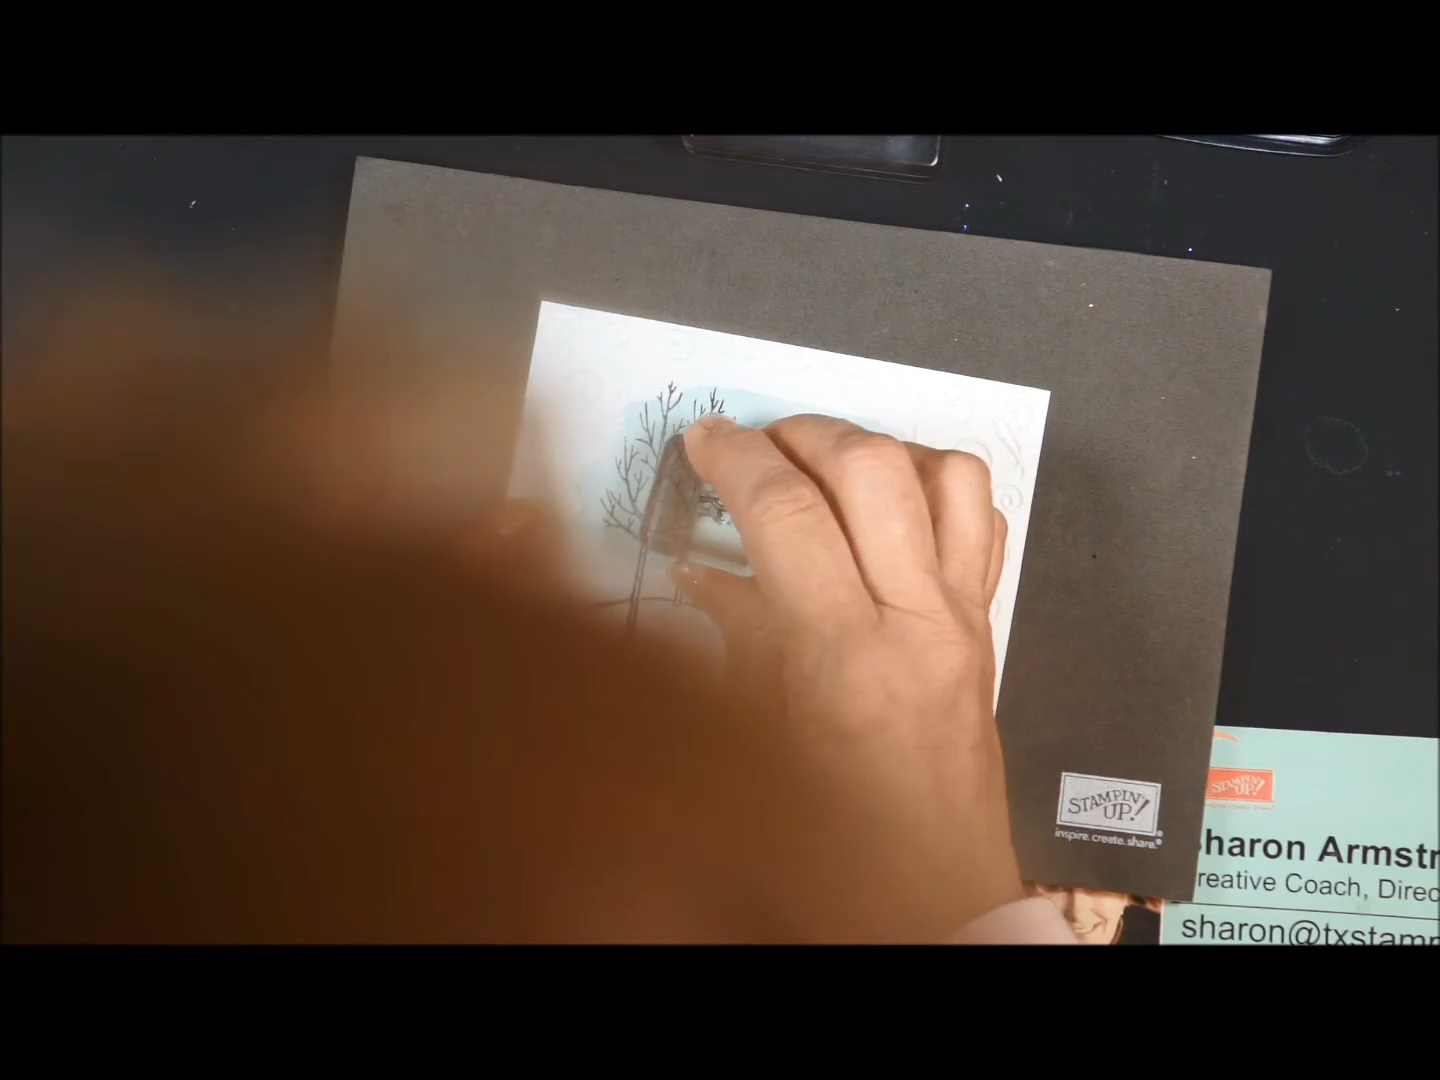 STAMPIN' UP!
inspire. create. share.
STAMPIN' UP!
haron Armstr
reative Coach, Direc
sharon@txstamp